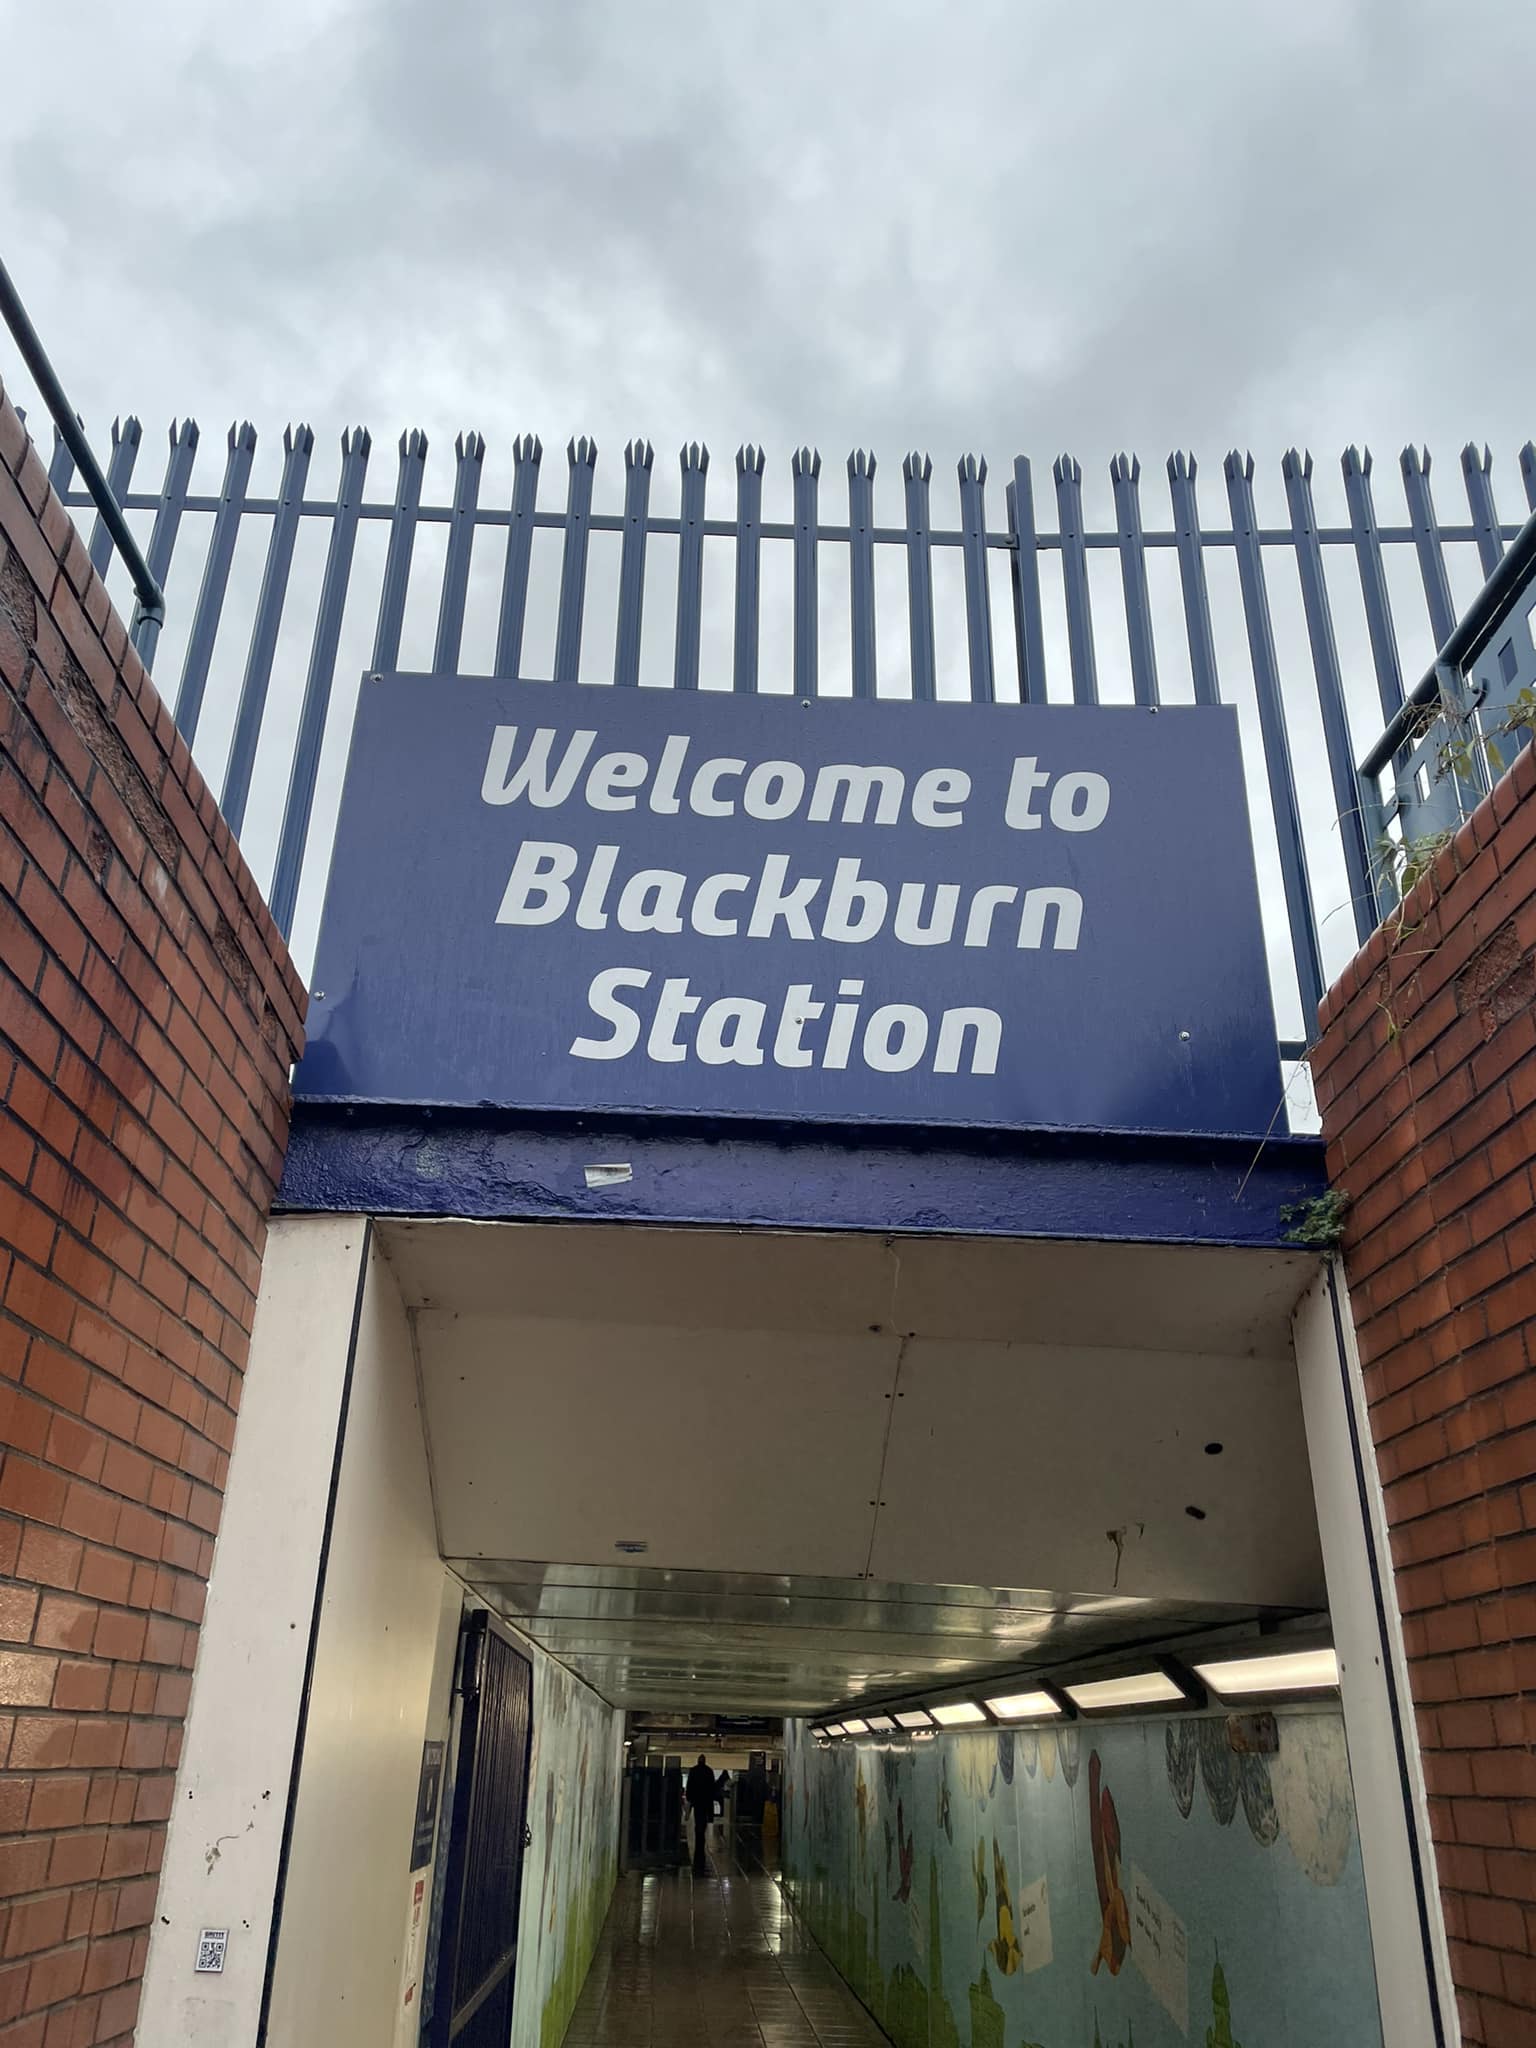 Welcome to
Blackburn
Station